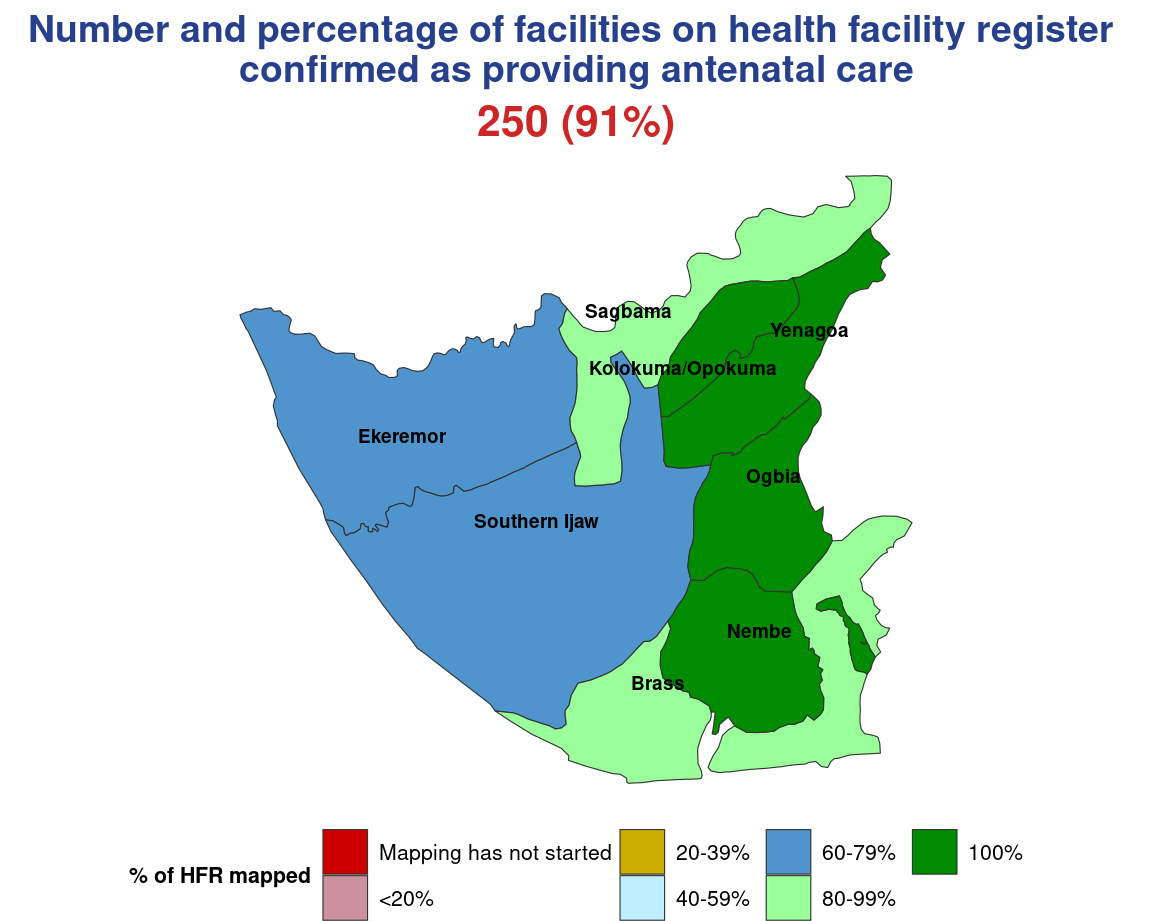 Number and percentage of facilities on health facility register
confirmed as providing antenatal care
250 (91%)
Sagbama
Yenagoa
Kolokuma/Opokuma
Ekeremor
Ogbia
Southern Ijaw
Nembe
Brass
% of HFR mapped
Mapping has not started
<20%
20-39%
40-59%
60-79%
80-99%
100%